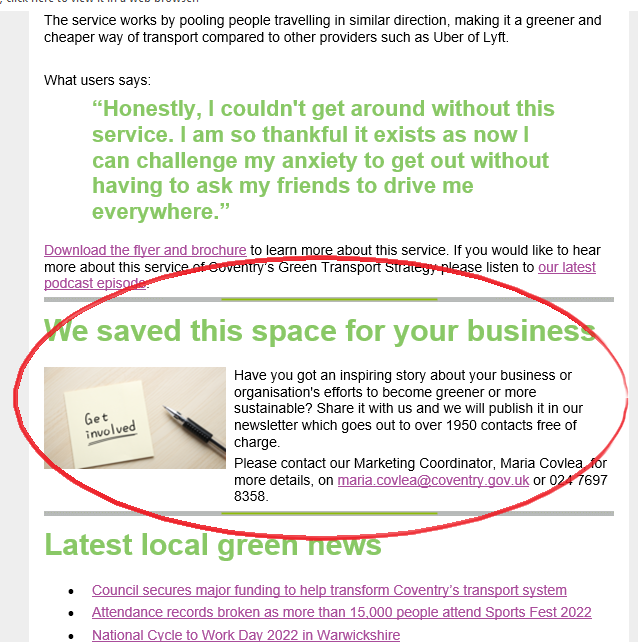 click here to view it in a web browser.
The service works by pooling people travelling in similar direction, making it a greener and
cheaper way of transport compared to other providers such as Uber of Lyft.
What users says:
“Honestly, I couldn't get around without this
service. I am so thankful it exists as now I
can challenge my anxiety to get out without
having to ask my friends to drive me
everywhere.”
Download the flyer and brochure to learn more about this service. If you would like to hear
more about this service of Coventry's Green Transport Strategy please listen to our latest
podcast episode.
We saved this space for your business
Get
involved
Have you got an inspiring story about your business or
organisation's efforts to become greener or more
sustainable? Share it with us and we will publish it in our
newsletter which goes out to over 1950 contacts free of
charge.
Please contact our Marketing Coordinator, Maria Covlea, for
more details, on maria.covlea@coventry.gov.uk or 024 7697
8358.
Latest local green news
• Council secures major funding to help transform Coventry's transport system
• Attendance records broken as more than 15,000 people attend Sports Fest 2022
• National Cycle to Work Day 2022 in Warwickshire